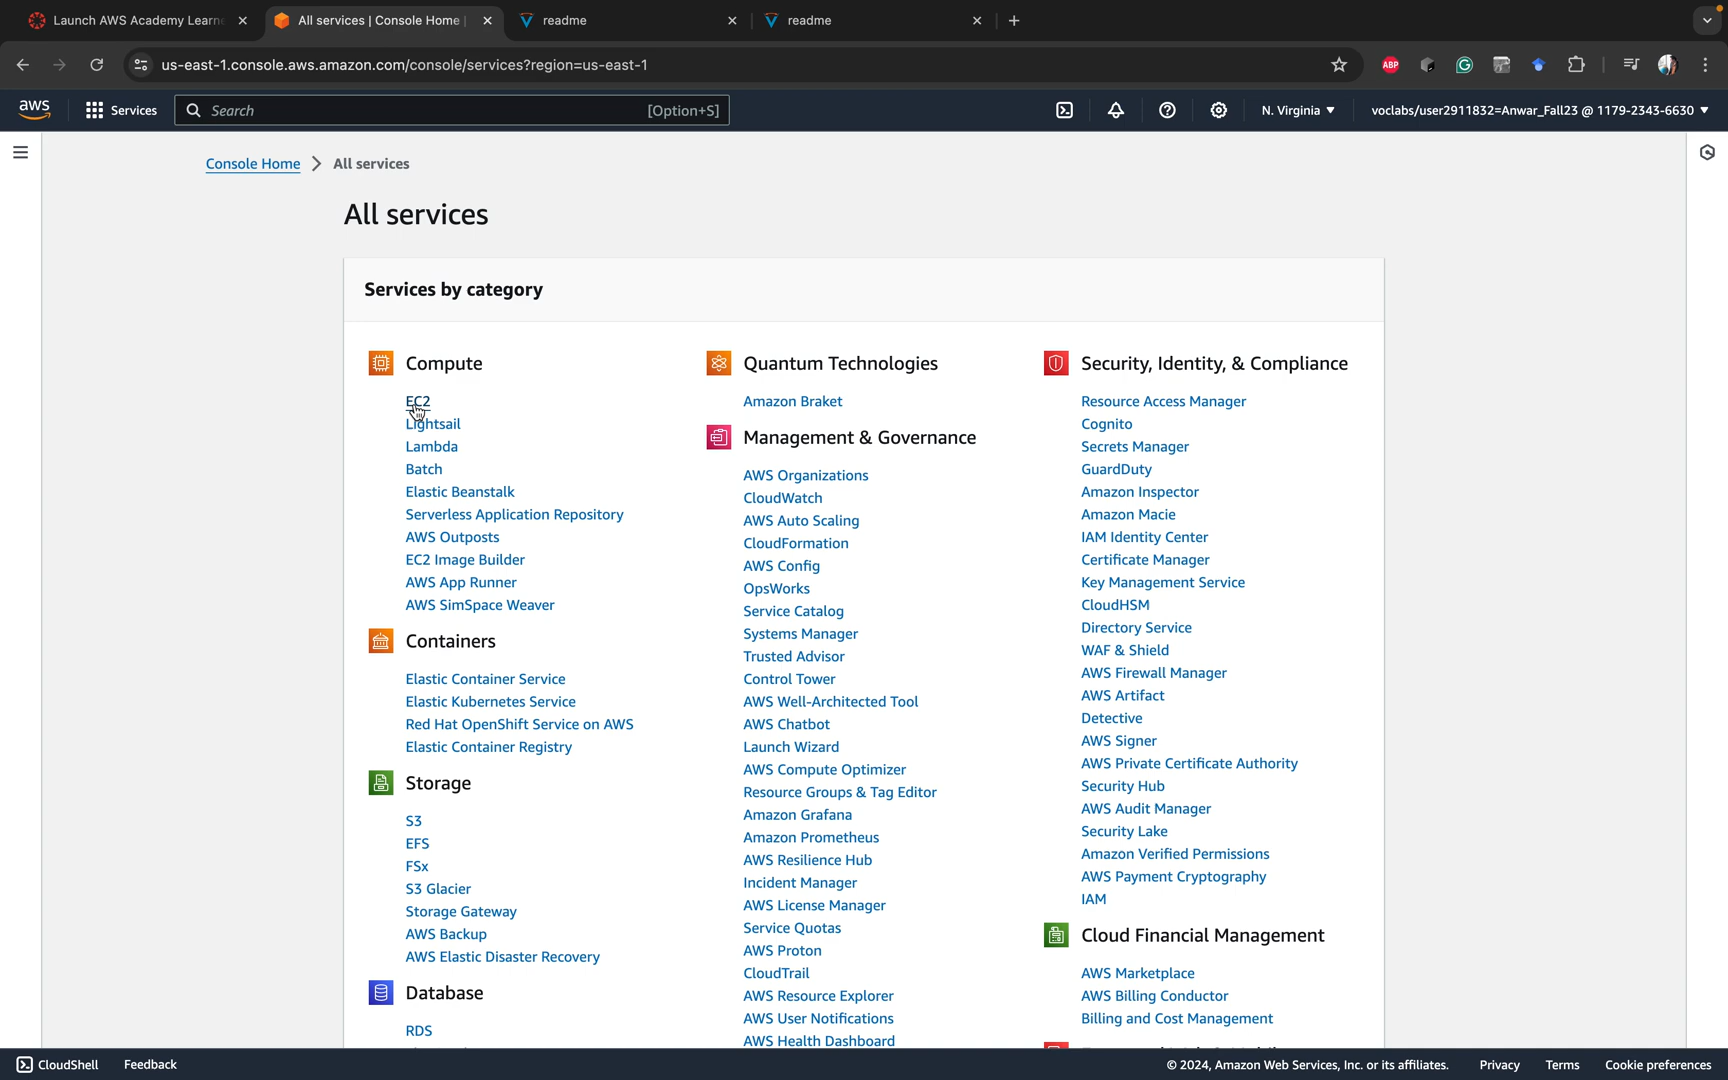 Launch AWS Academy Learne
All services | Console Home |
readme
readme
us-east-1.console.aws.amazon.com/console/services?region=us-east-1
ABP
aws
Services
Search
[Option+S]
N. Virginia
voclabs/user2911832=Anwar_Fall23 @ 1179-2343-6630
Console Home
All services
All services
Services by category
Compute
EC2
Lightsail
Lambda
Batch
Elastic Beanstalk
Serverless Application Repository
AWS Outposts
EC2 Image Builder
AWS App Runner
AWS SimSpace Weaver
Containers
Elastic Container Service
Elastic Kubernetes Service
Red Hat OpenShift Service on AWS
Elastic Container Registry
Storage
S3
EFS
FSx
S3 Glacier
Storage Gateway
AWS Backup
AWS Elastic Disaster Recovery
Database
RDS
Quantum Technologies
Amazon Braket
Management & Governance
AWS Organizations
CloudWatch
AWS Auto Scaling
CloudFormation
AWS Config
OpsWorks
Service Catalog
Systems Manager
Trusted Advisor
Control Tower
AWS Well-Architected Tool
AWS Chatbot
Launch Wizard
AWS Compute Optimizer
Resource Groups & Tag Editor
Amazon Grafana
Amazon Prometheus
AWS Resilience Hub
Incident Manager
AWS License Manager
Service Quotas
AWS Proton
CloudTrail
AWS Resource Explorer
AWS User Notifications
AWS Health Dashboard
Security, Identity, & Compliance
Resource Access Manager
Cognito
Secrets Manager
GuardDuty
Amazon Inspector
Amazon Macie
IAM Identity Center
Certificate Manager
Key Management Service
CloudHSM
Directory Service
WAF & Shield
AWS Firewall Manager
AWS Artifact
Detective
AWS Signer
AWS Private Certificate Authority
Security Hub
AWS Audit Manager
Security Lake
Amazon Verified Permissions
AWS Payment Cryptography
IAM
Cloud Financial Management
AWS Marketplace
AWS Billing Conductor
Billing and Cost Management
CloudShell
Feedback
© 2024, Amazon Web Services, Inc. or its affiliates.
Privacy
Terms
Cookie preferences